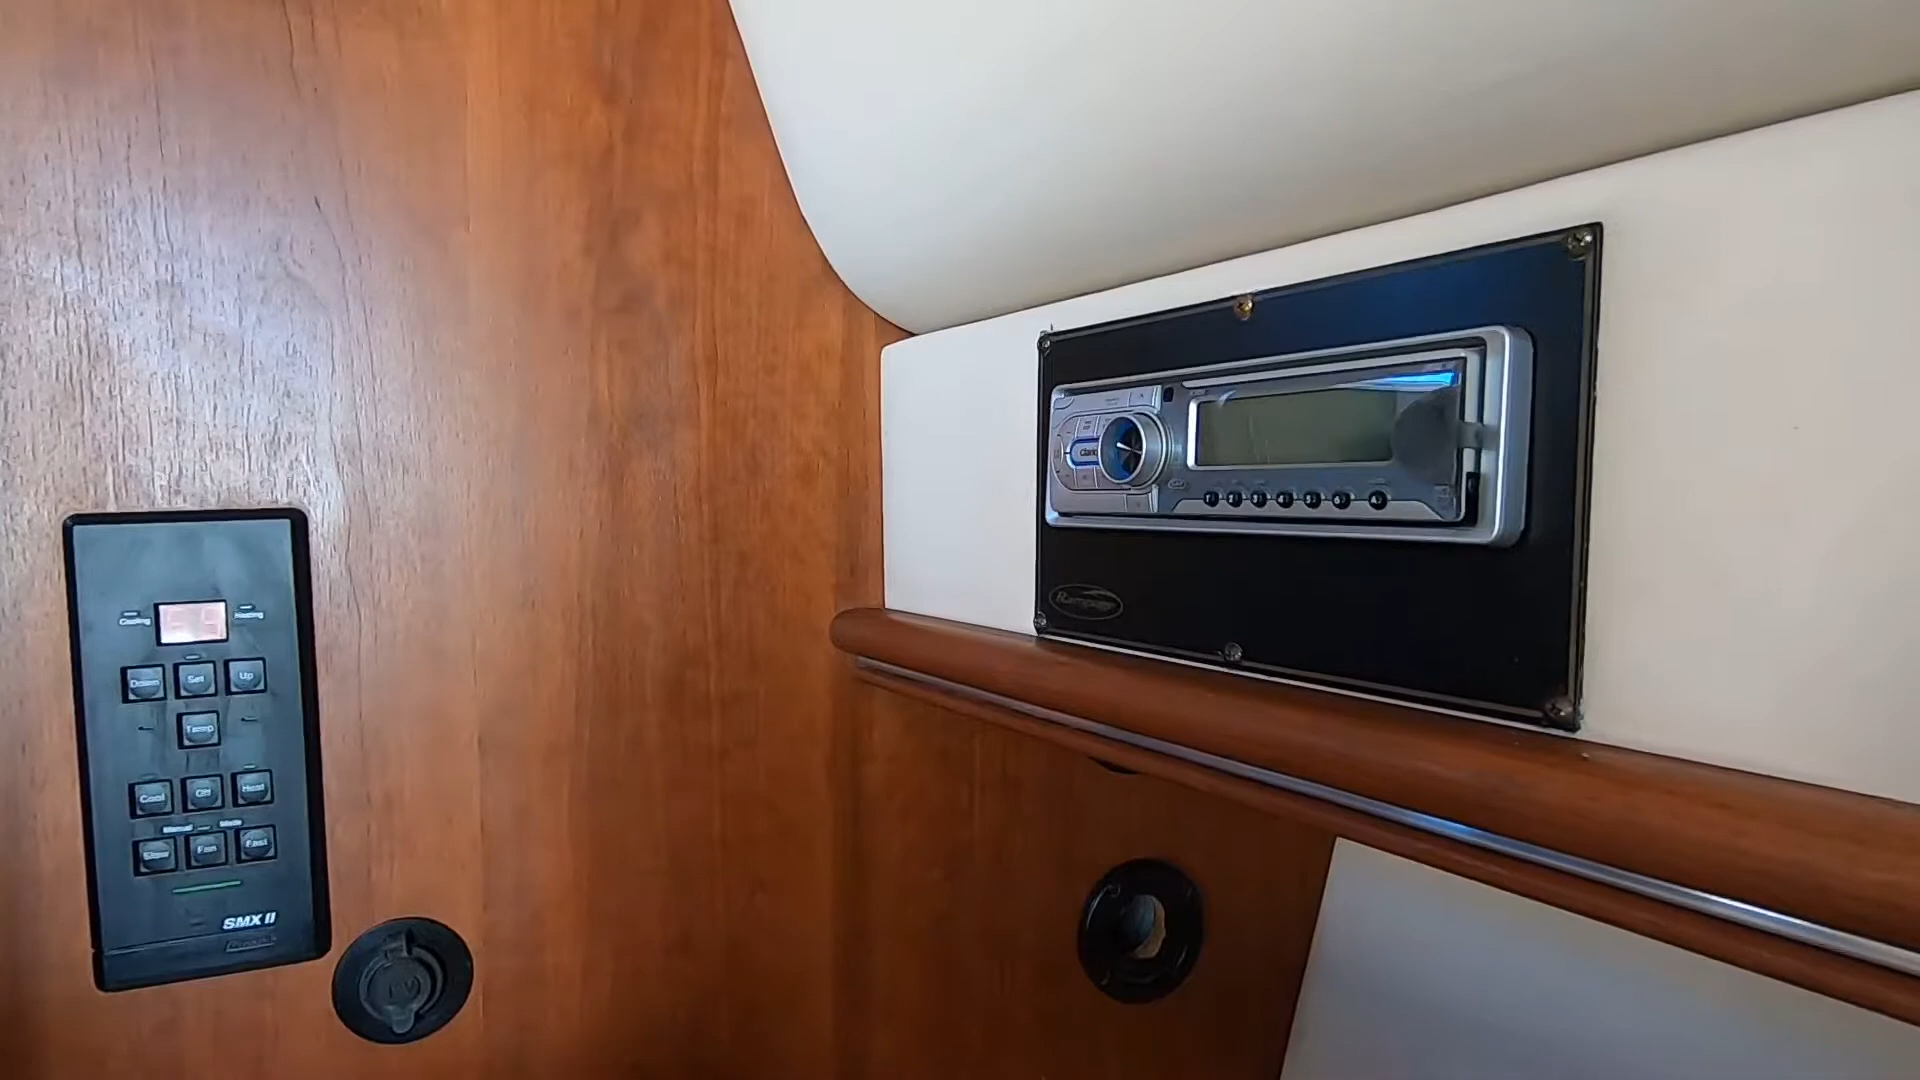 Cooling
Heating
Down Set Up
Temp
Cool Off Heat
Manual Mode
Slow Fan Fast
SMX II
12V
Clarion
1 2 3 4 5 6 A
Rampage